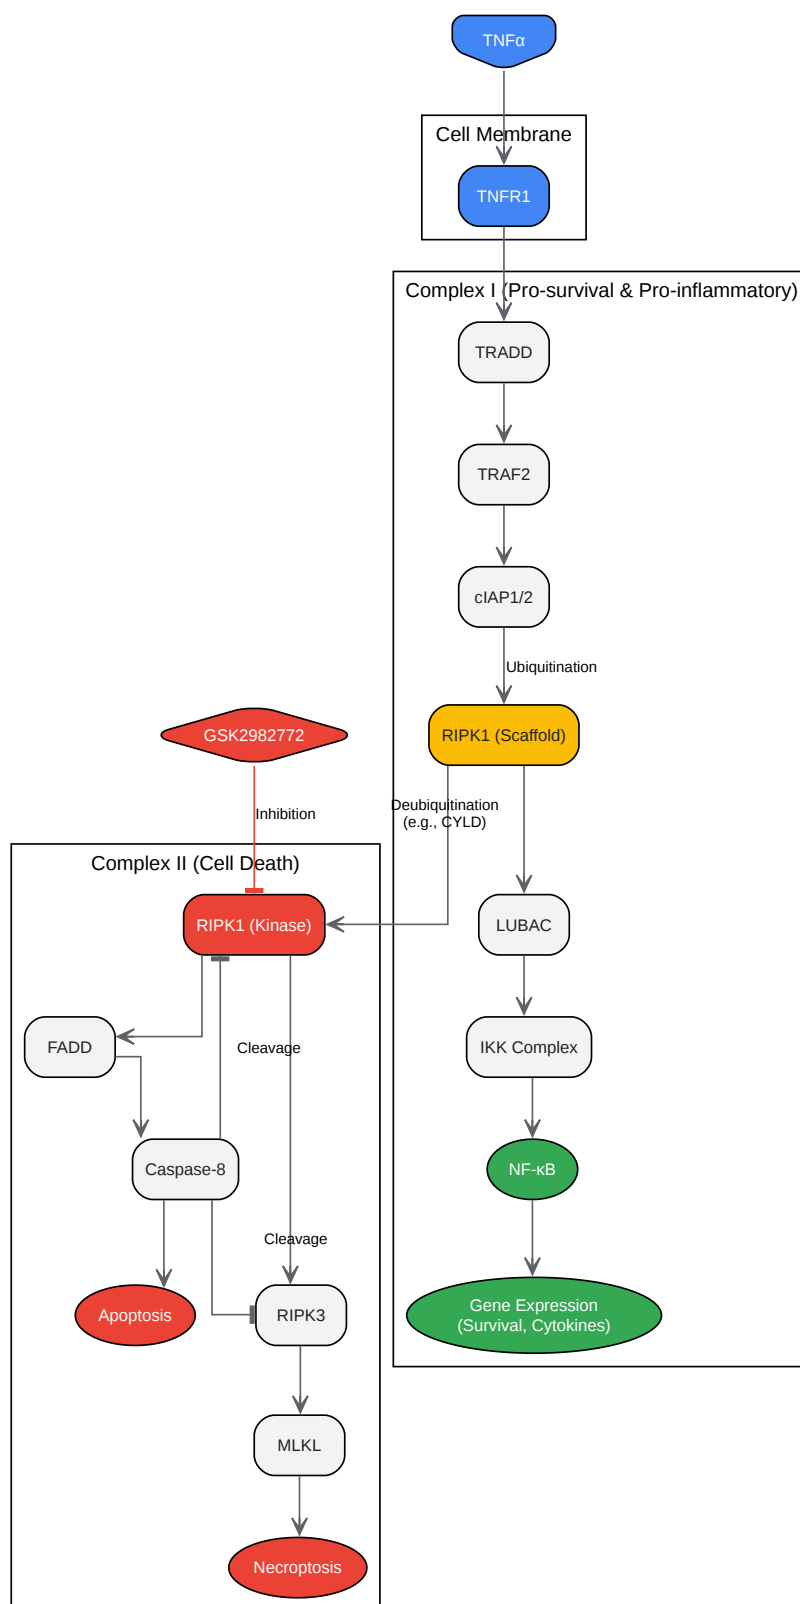 TNFα
Cell Membrane
TNFR1
Complex I (Pro-survival & Pro-inflammatory)
TRADD
TRAF2
cIAP1/2
Ubiquitination
GSK2982772
RIPK1 (Scaffold)
Inhibition
Deubiquitination
(e.g., CYLD)
Complex II (Cell Death)
RIPK1 (Kinase)
LUBAC
FADD
Cleavage
IKK Complex
Caspase-8
NF-κB
Cleavage
Apoptosis
RIPK3
Gene Expression
(Survival, Cytokines)
MLKL
Necroptosis